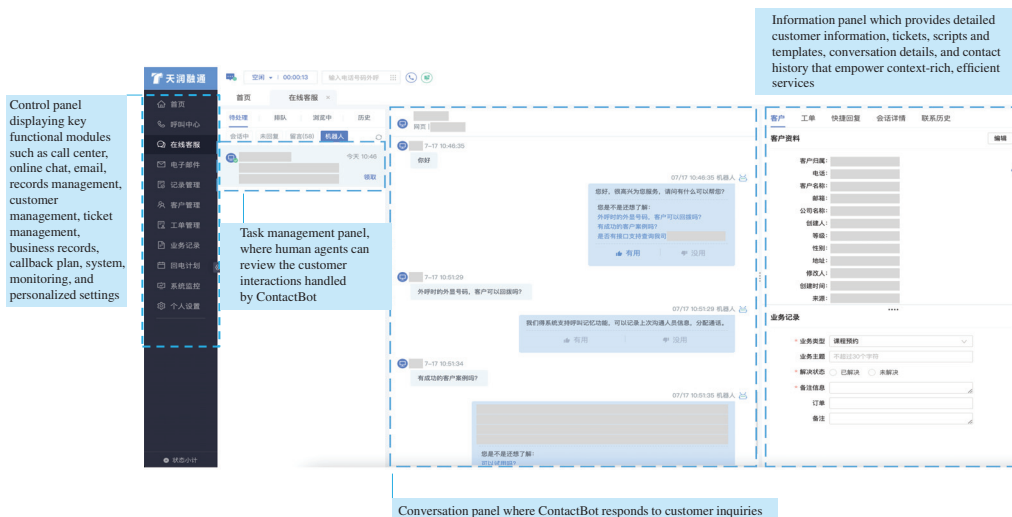 Information panel which provides detailed
customer information, tickets, scripts and
templates, conversation details, and contact
history that empower context-rich, efficient
services
Control panel
displaying key
functional modules
such as call center,
online chat, email,
records management,
customer
management, ticket
management,
business records,
callback plan, system,
monitoring, and
personalized settings
天润融通
首页
呼叫中心
在线客服
电子邮件
记录管理
客户管理
工单管理
业务记录
回电计划
系统监控
个人设置
状态小计
空闲 00:00:13 输入电话号码外呼
首页 在线客服 ×
待处理 排队 浏览中 历史
会话中 未回复 留言(58) 机器人
今天 10:46
领取
Task management panel,
where human agents can
review the customer
interactions handled
by ContactBot
网页 |
7-17 10:46:35
你好
07/17 10:46:35 机器人
您好，很高兴为您服务，请问有什么可以帮您?
您是不是还想了解:
外呼时的外显号码，客户可以回拨吗?
有成功的客户案例吗?
是否有接口支持查询我司
有用 没用
7-17 10:51:29
外呼时的外显号码，客户可以回拨吗?
07/17 10:51:29 机器人
我们得系统支持呼叫记忆功能，可以记录上次沟通人员信息，分配通话。
有用 没用
7-17 10:51:34
有成功的客户案例吗?
07/17 10:51:35 机器人
您是不是还想了解:
可以试用吗?
客户 工单 快捷回复 会话详情 联系历史
客户资料 编辑
客户归属:
电话:
客户名称:
邮箱:
公司名称:
创建人:
等级:
性别:
地址:
修改人:
创建时间:
来源:
业务记录
* 业务类型 课程预约
业务主题 不超过30个字符
* 解决状态 已解决 未解决
* 备注信息
订单
备注
Conversation panel where ContactBot responds to customer inquiries